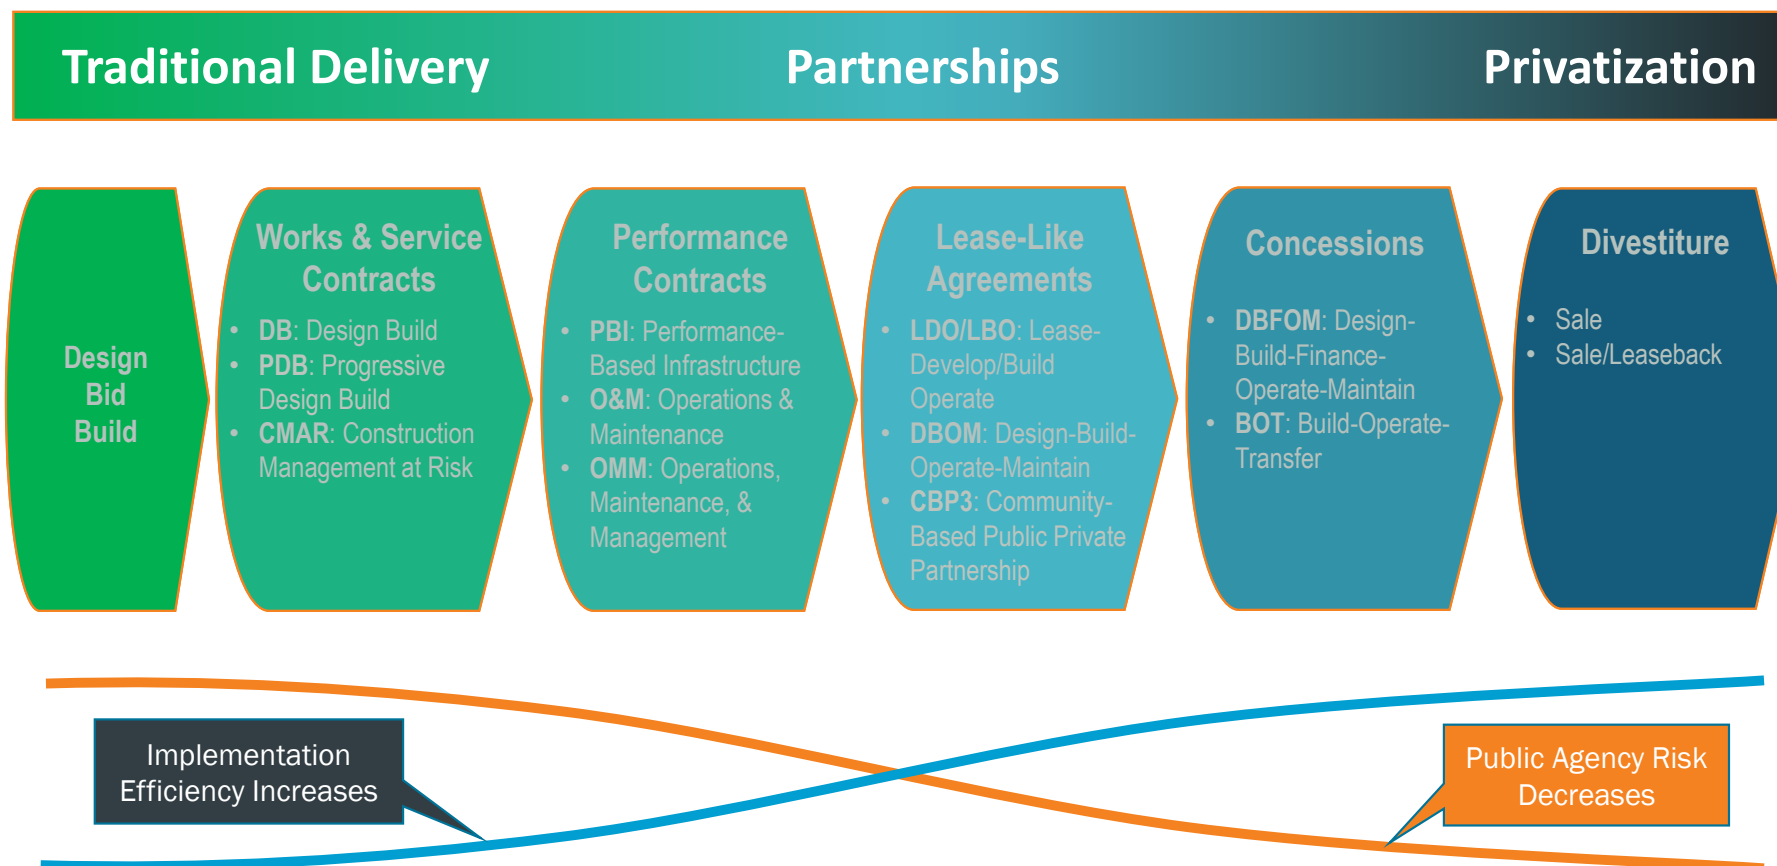 Traditional Delivery
Partnerships
Privatization
Design
Bid
Build
Works & Service
Contracts
• DB: Design Build
• PDB: Progressive
Design Build
• CMAR: Construction
Management at Risk
Performance
Contracts
• PBI: Performance-
Based Infrastructure
• O&M: Operations &
Maintenance
• OMM: Operations,
Maintenance, &
Management
Lease-Like
Agreements
• LDO/LBO: Lease-
Develop/Build
Operate
• DBOM: Design-Build-
Operate-Maintain
• CBP3: Community-
Based Public Private
Partnership
Concessions
• DBFOM: Design-
Build-Finance-
Operate-Maintain
• BOT: Build-Operate-
Transfer
Divestiture
• Sale
• Sale/Leaseback
Implementation
Efficiency Increases
Public Agency Risk
Decreases